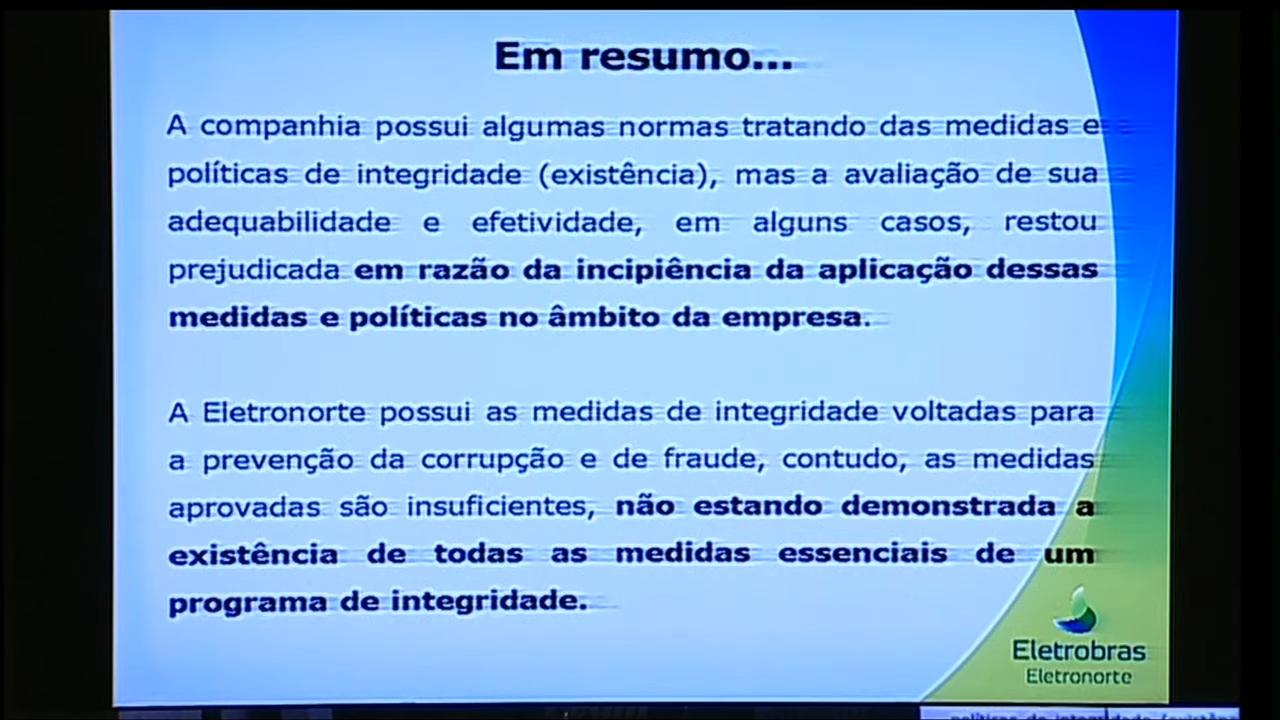 Em resumo...
A companhia possui algumas normas tratando das medidas e
políticas de integridade (existência), mas a avaliação de sua
adequabilidade e efetividade, em alguns casos, restou
prejudicada em razão da incipiência da aplicação dessas
medidas e políticas no âmbito da empresa.
A Eletronorte possui as medidas de integridade voltadas para
a prevenção da corrupção e de fraude, contudo, as medidas
aprovadas são insuficientes, não estando demonstrada a
existência de todas as medidas essenciais de um
programa de integridade.
Eletrobras
Eletronorte